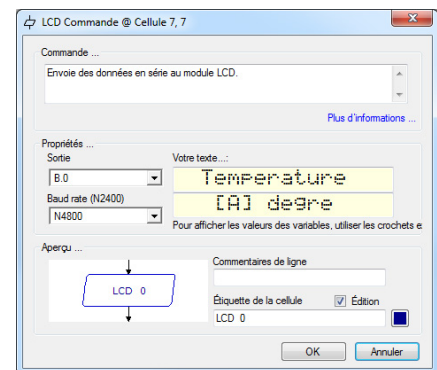 LCD Commande @ Cellule 7, 7
Commande ...
Envoie des données en série au module LCD.
Plus d'informations ...
Propriétés ...
Sortie
Votre texte...:
B.0
Temperature
Baud rate (N2400)
[A] degre
N4800
Pour afficher les valeurs des variables, utiliser les crochets e
Aperçu ...
Commentaires de ligne
LCD 0
Étiquette de la cellule
Édition
LCD 0
OK
Annuler